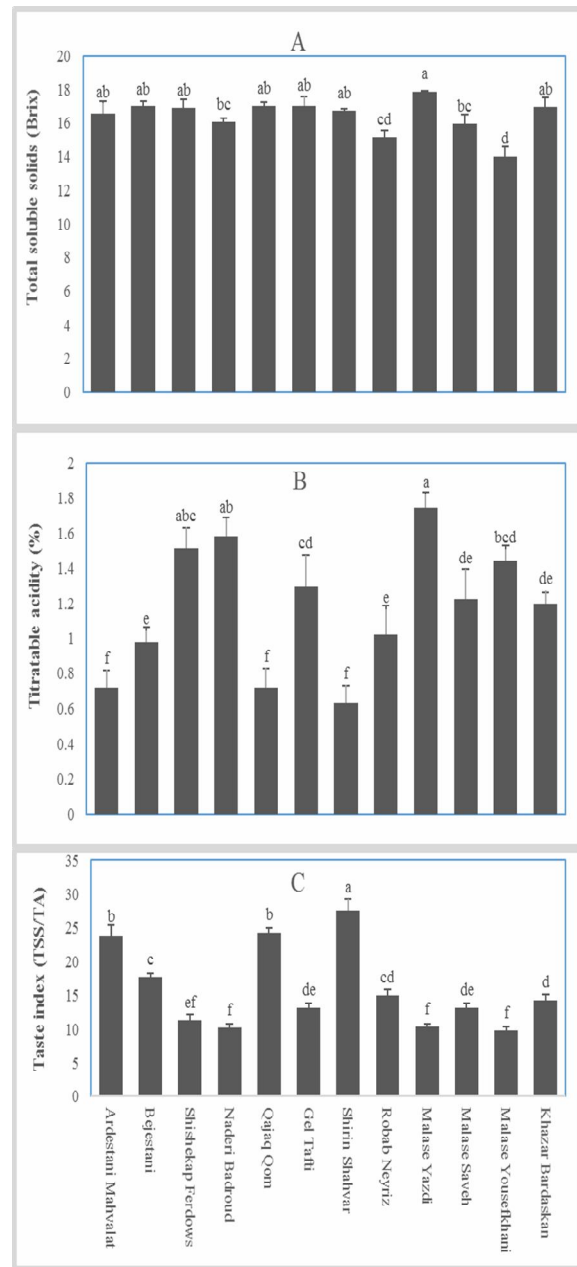 A
Total soluble solids (Brix)
20
18
16
14
12
10
8
6
4
2
0
ab
ab
ab
bc
ab
ab
ab
cd
a
bc
d
ab
B
Titratable acidity (%)
2
1.8
1.6
1.4
1.2
1
0.8
0.6
0.4
0.2
0
f
e
abc
ab
f
cd
f
e
a
de
bcd
de
C
Taste index (TSS/TA)
35
30
25
20
15
10
5
0
b
c
ef
f
b
de
a
cd
f
de
f
d
Ardestani Mahvalat
Bejestani
Shishekap Ferdows
Naderi Badroud
Qajaq Qom
Gel Tafti
Shirin Shahvar
Robab Neyriz
Malase Yazdi
Malase Saveh
Malase Yousefkhani
Khazar Bardaskan